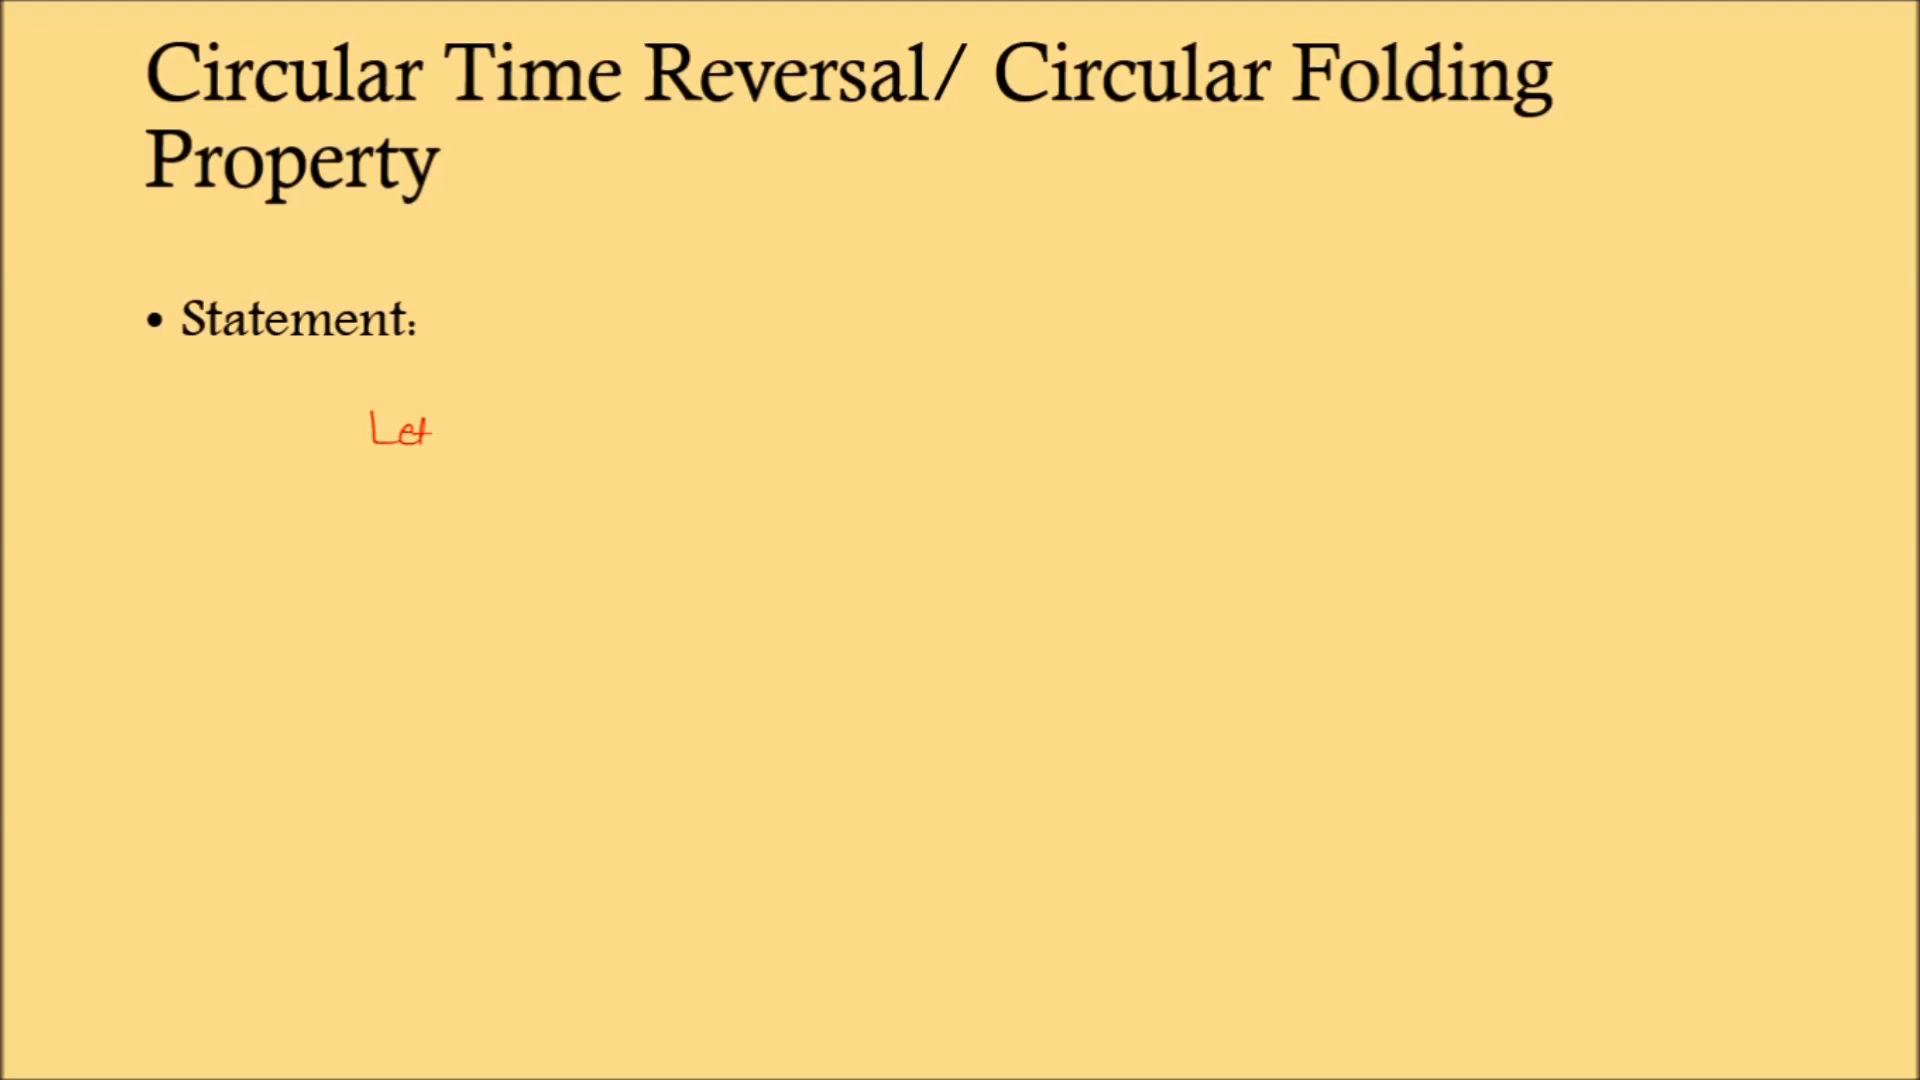 Circular Time Reversal/ Circular Folding
Property
• Statement:
Let